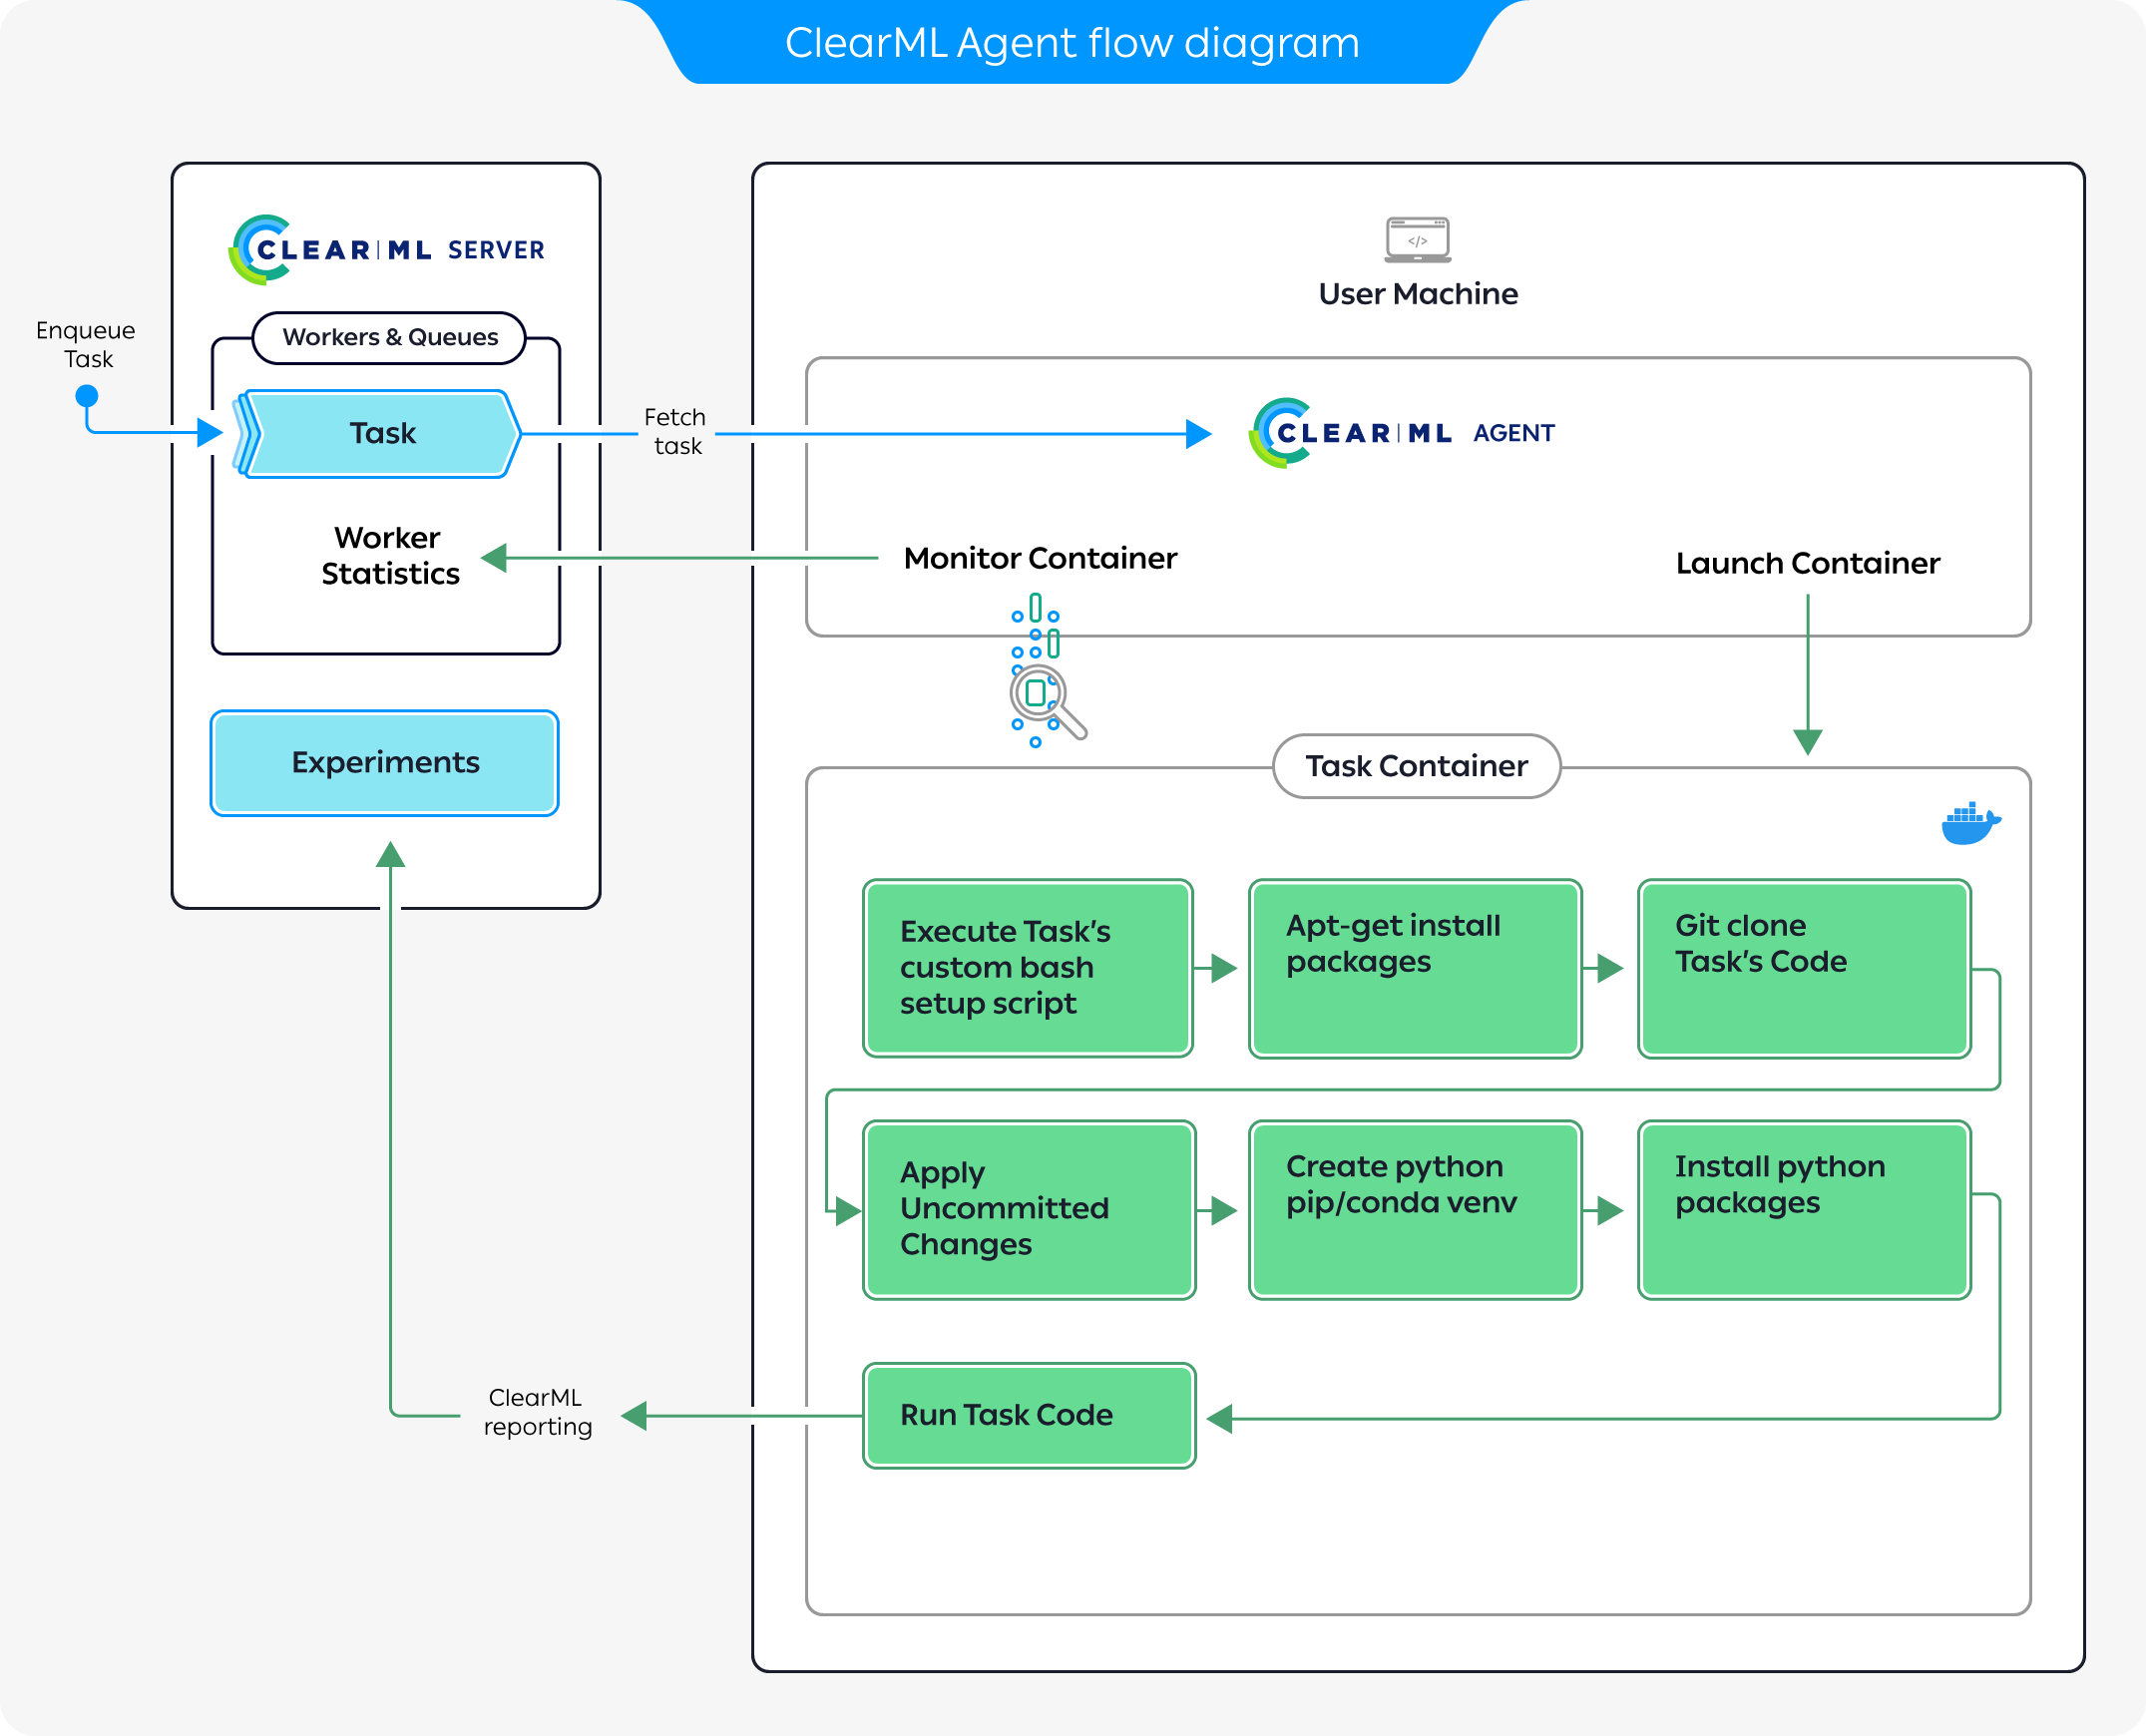 ClearML Agent flow diagram
CLEAR|ML SERVER
Workers & Queues
Enqueue
Task
Task
Fetch
task
Worker
Statistics
Experiments
User Machine
CLEAR|ML AGENT
Monitor Container
Launch Container
</>
Task Container
Execute Task's
custom bash
setup script
Apt-get install
packages
Git clone
Task's Code
Apply
Uncommitted
Changes
Create python
pip/conda venv
Install python
packages
Run Task Code
ClearML
reporting